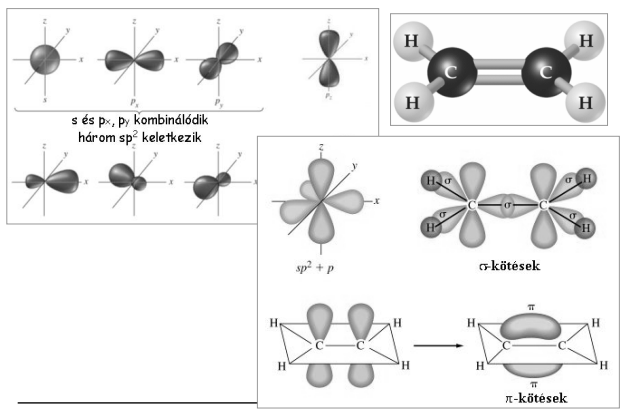 z z z z
y y y
x x x x
s pₓ pᵧ p_z
s és pₓ, pᵧ kombinálódik
három sp² keletkezik
z z z
y y y
x x x
H H
C C
H H
z
y
x
sp² + p
H σ σ H
C σ C
H σ σ H
σ-kötések
H H
C C
H H
π
H H
C C
H H
π
π-kötések